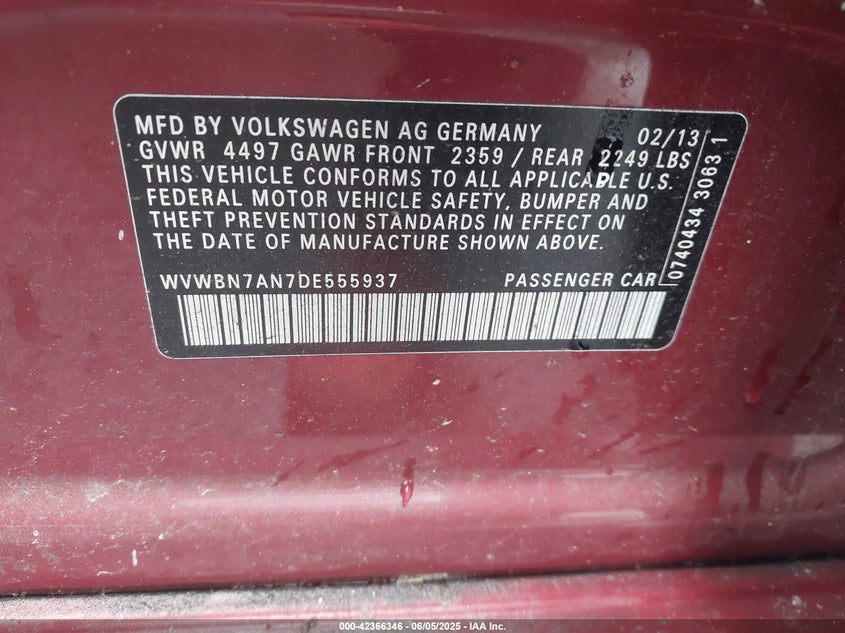 MFD BY VOLKSWAGEN AG GERMANY 02/13
GVWR 4497 GAWR FRONT 2359 / REAR 2249 LBS
THIS VEHICLE CONFORMS TO ALL APPLICABLE U.S.
FEDERAL MOTOR VEHICLE SAFETY, BUMPER AND
THEFT PREVENTION STANDARDS IN EFFECT ON
THE DATE OF MANUFACTURE SHOWN ABOVE.
WVWBN7AN7DE555937 PASSENGER CAR
0740434 3063 1
000-42366346 - 06/05/2025 - IAA Inc.